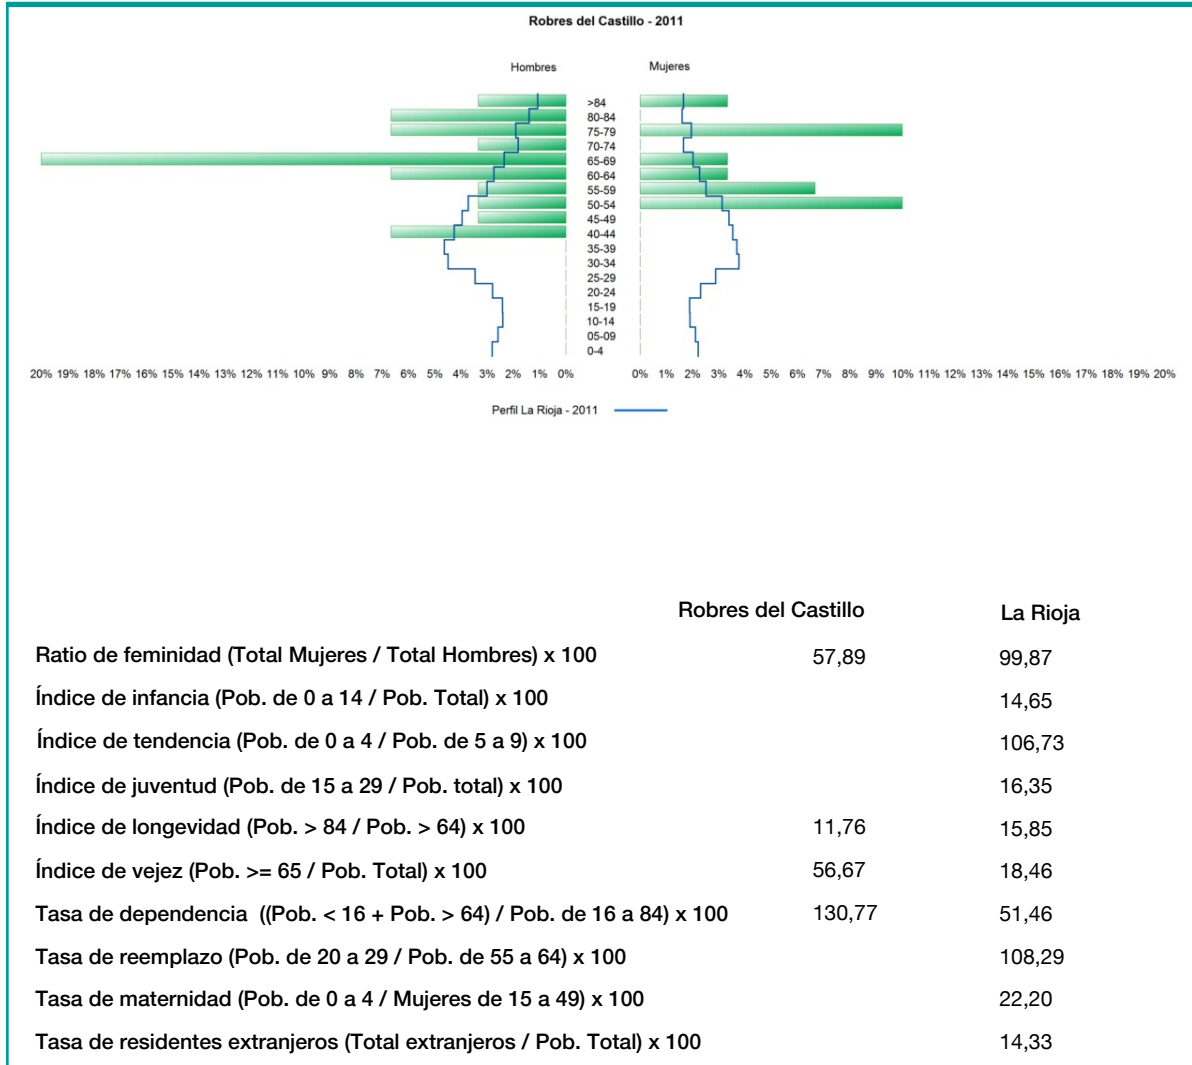 Robres del Castillo - 2011
Hombres Mujeres
>84
80-84
75-79
70-74
65-69
60-64
55-59
50-54
45-49
40-44
35-39
30-34
25-29
20-24
15-19
10-14
05-09
0-4
20% 19% 18% 17% 16% 15% 14% 13% 12% 11% 10% 9% 8% 7% 6% 5% 4% 3% 2% 1% 0% 0% 1% 2% 3% 4% 5% 6% 7% 8% 9% 10% 11% 12% 13% 14% 15% 16% 17% 18% 19% 20%
Perfil La Rioja - 2011
Robres del Castillo La Rioja
Ratio de feminidad (Total Mujeres / Total Hombres) x 100 57,89 99,87
Índice de infancia (Pob. de 0 a 14 / Pob. Total) x 100 14,65
Índice de tendencia (Pob. de 0 a 4 / Pob. de 5 a 9) x 100 106,73
Índice de juventud (Pob. de 15 a 29 / Pob. total) x 100 16,35
Índice de longevidad (Pob. > 84 / Pob. > 64) x 100 11,76 15,85
Índice de vejez (Pob. >= 65 / Pob. Total) x 100 56,67 18,46
Tasa de dependencia ((Pob. < 16 + Pob. > 64) / Pob. de 16 a 84) x 100 130,77 51,46
Tasa de reemplazo (Pob. de 20 a 29 / Pob. de 55 a 64) x 100 108,29
Tasa de maternidad (Pob. de 0 a 4 / Mujeres de 15 a 49) x 100 22,20
Tasa de residentes extranjeros (Total extranjeros / Pob. Total) x 100 14,33